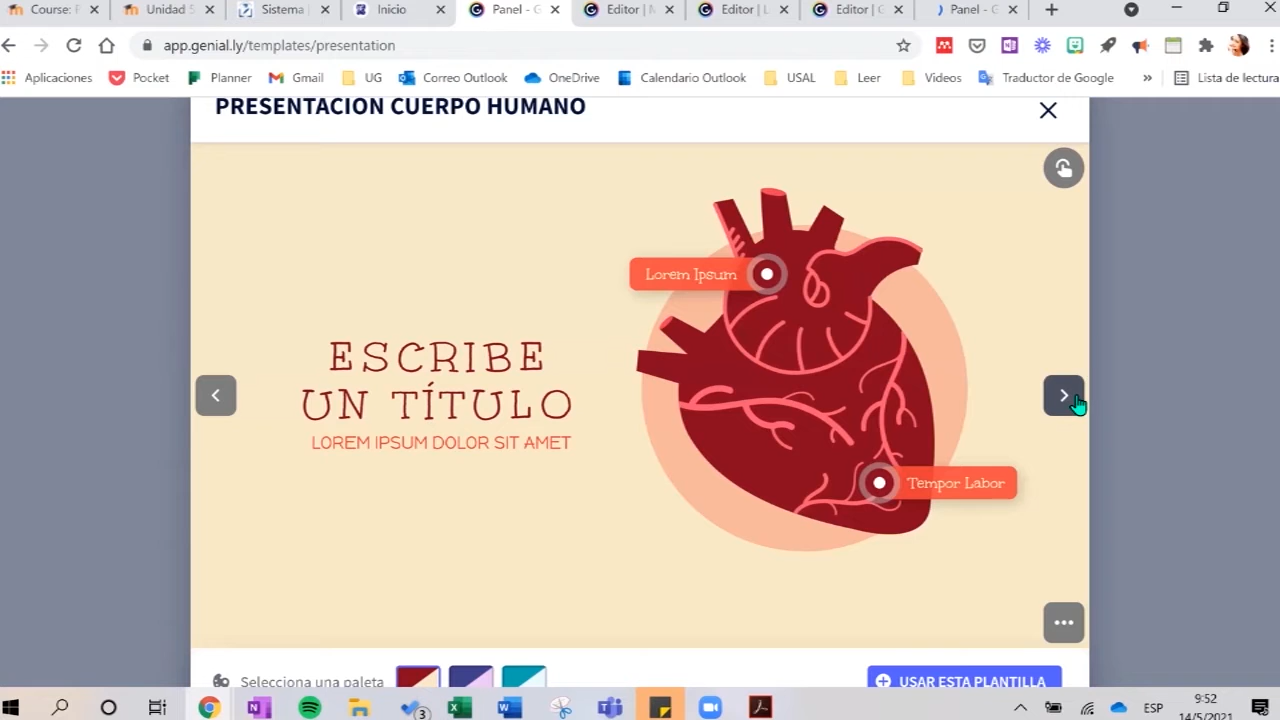 Course: F
Unidad 5
Sistema |
Inicio
Panel - G
Editor | N
Editor | L
Editor | G
Panel - G
app.genial.ly/templates/presentation
Aplicaciones
Pocket
Planner
Gmail
UG
Correo Outlook
OneDrive
Calendario Outlook
USAL
Leer
Videos
Traductor de Google
»
Lista de lectura
PRESENTACIÓN CUERPO HUMANO
Lorem Ipsum
ESCRIBE
UN TÍTULO
LOREM IPSUM DOLOR SIT AMET
Tempor Labor
Selecciona una paleta
USAR ESTA PLANTILLA
3
ESP
9:52
14/5/2021